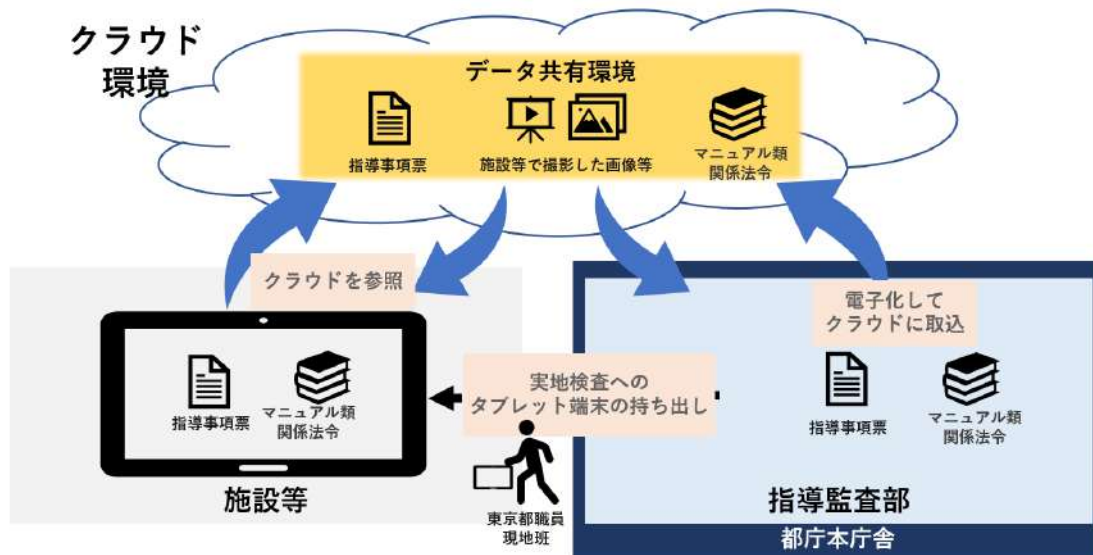 クラウド
環境
データ共有環境
指導事項票
施設等で撮影した画像等
マニュアル類
関係法令
クラウドを参照
電子化して
クラウドに取込
実地検査への
タブレット端末の持ち出し
指導事項票
マニュアル類
関係法令
指導事項票
マニュアル類
関係法令
施設等
東京都職員
現地班
指導監査部
都庁本庁舎